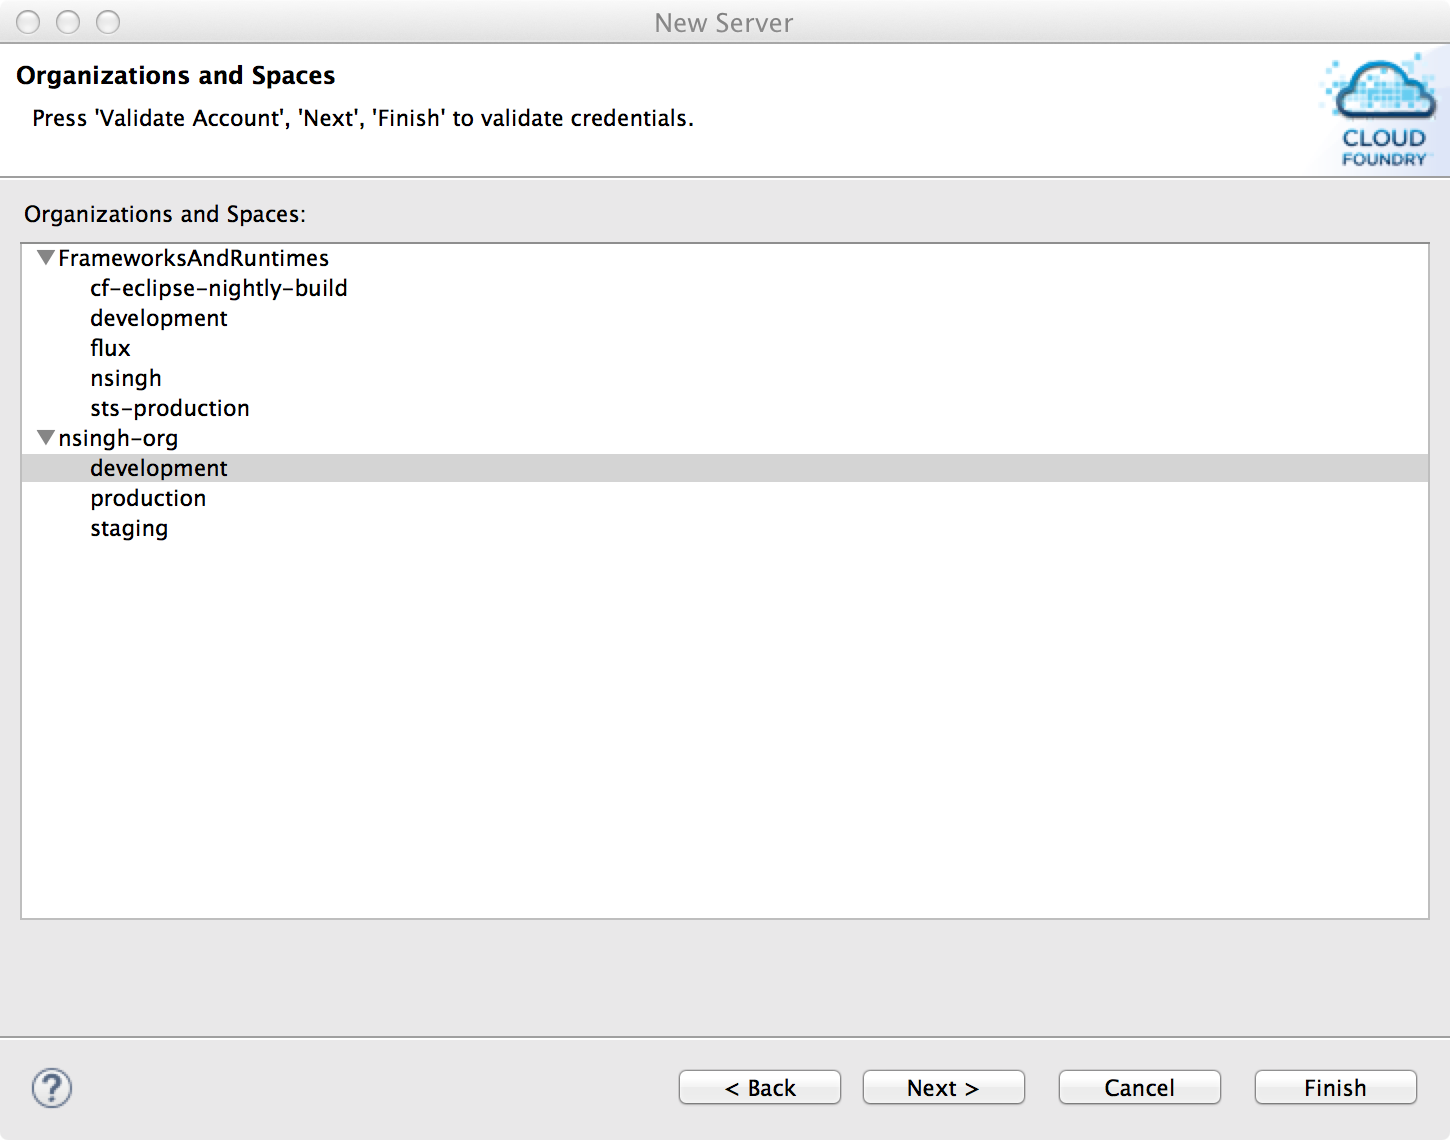 New Server
Organizations and Spaces
Press 'Validate Account', 'Next', 'Finish' to validate credentials.
CLOUD
FOUNDRY
Organizations and Spaces:
FrameworksAndRuntimes
cf-eclipse-nightly-build
development
flux
nsingh
sts-production
nsingh-org
development
production
staging
?
< Back
Next >
Cancel
Finish